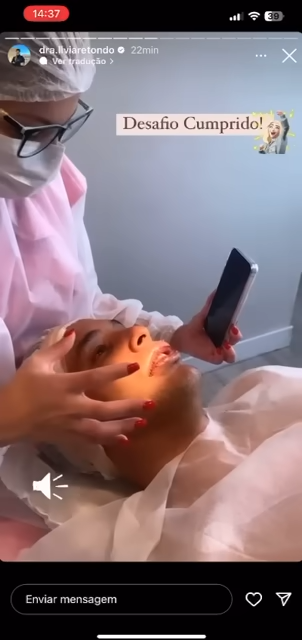 14:37
39
dra.liviaretondo 22min
Ver tradução >
Desafio Cumprido!
Enviar mensagem